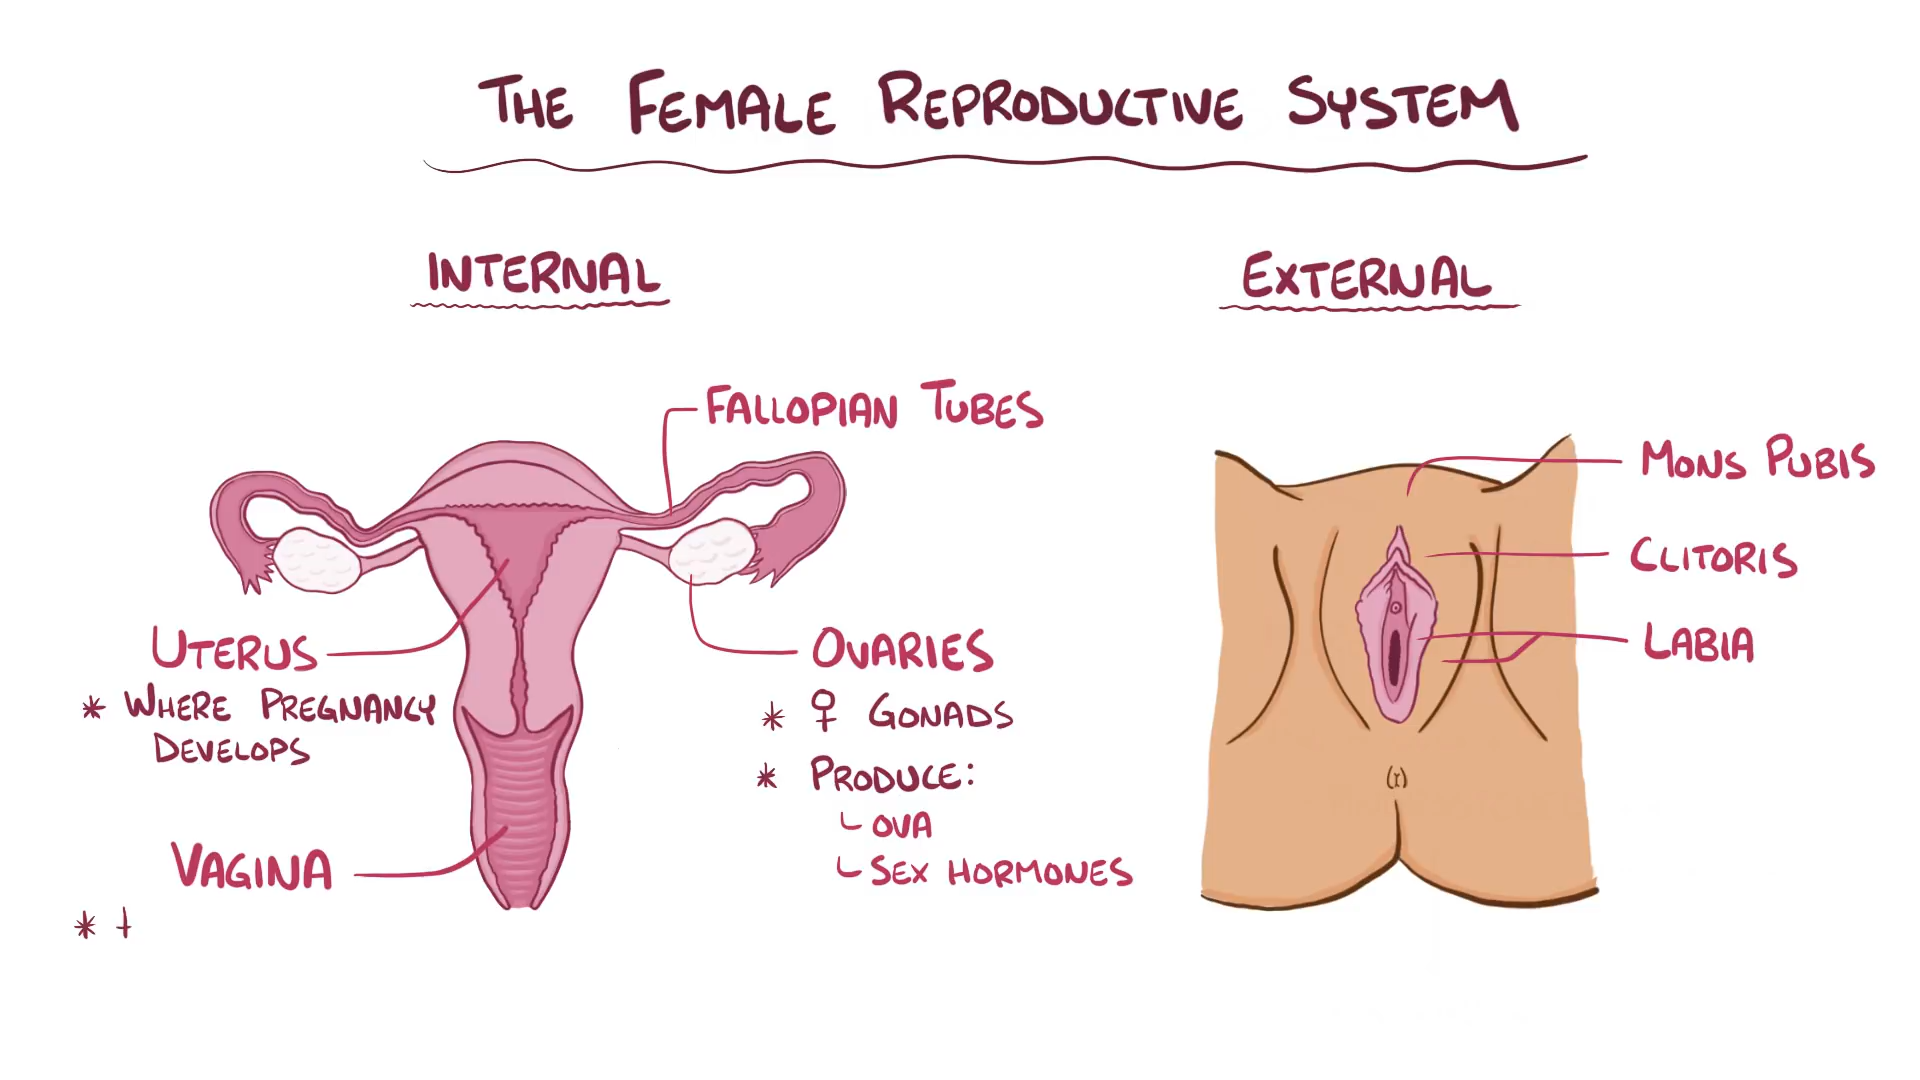 THE FEMALE REPRODUCTIVE SYSTEM
INTERNAL
FALLOPIAN TUBES
UTERUS
* WHERE PREGNANCY
DEVELOPS
OVARIES
* ♀ GONADS
* PRODUCE:
OVA
SEX HORMONES
VAGINA
*
EXTERNAL
MONS PUBIS
CLITORIS
LABIA